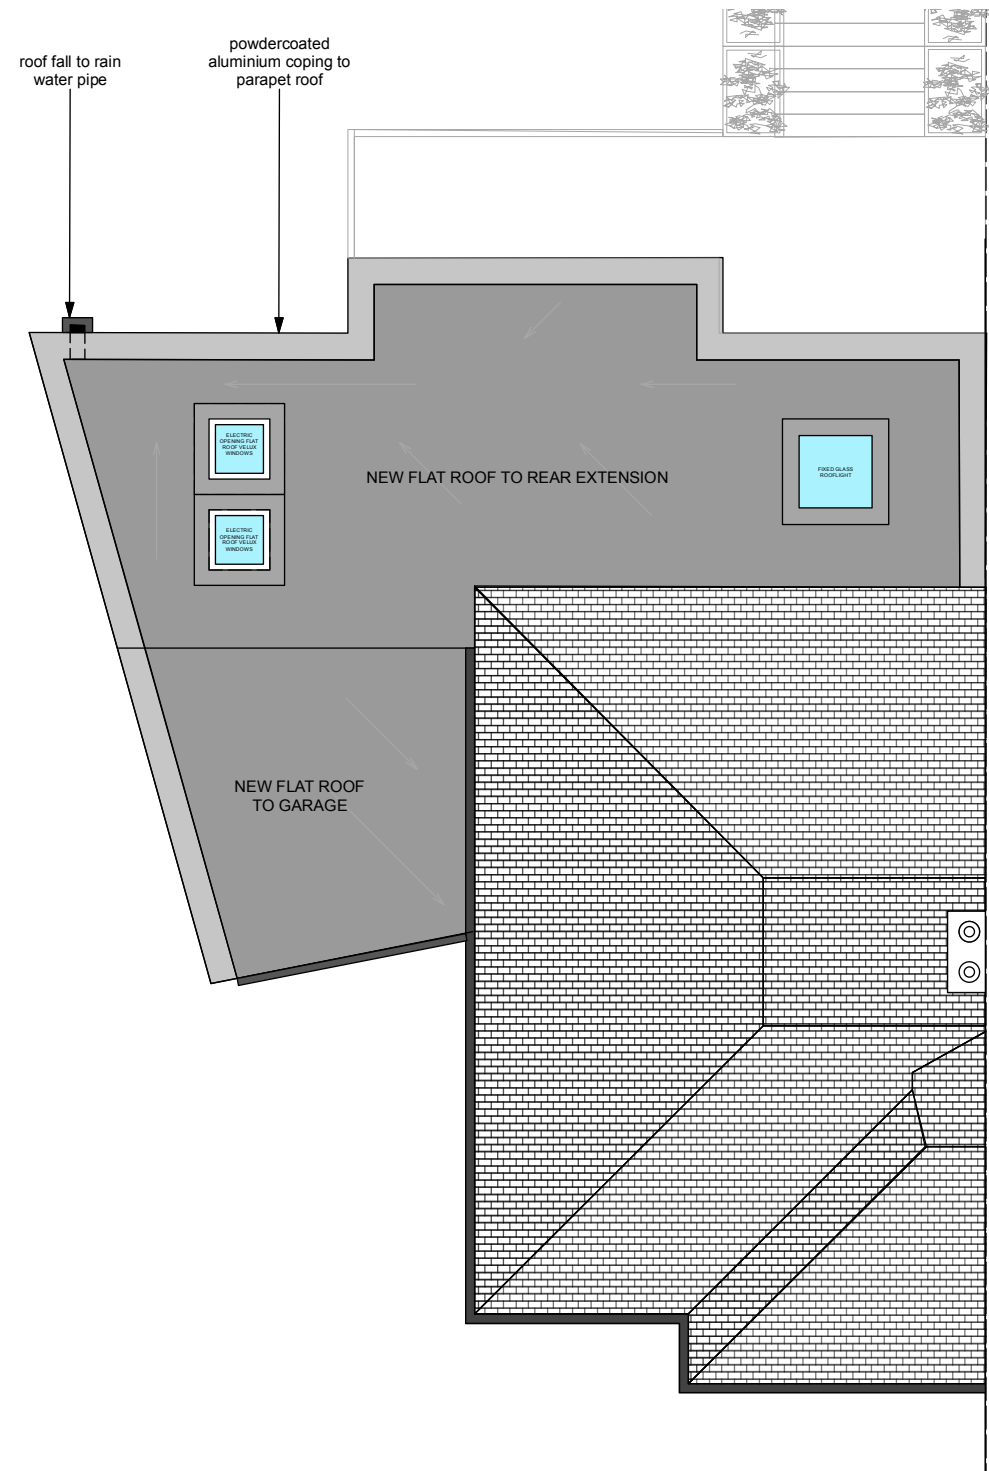 roof fall to rain
water pipe
powdercoated
aluminium coping to
parapet roof
ELECTRIC
OPENING FLAT
ROOF VELUX
WINDOWS
NEW FLAT ROOF TO REAR EXTENSION
FIXED GLASS
ROOFLIGHT
ELECTRIC
OPENING FLAT
ROOF VELUX
WINDOWS
NEW FLAT ROOF
TO GARAGE